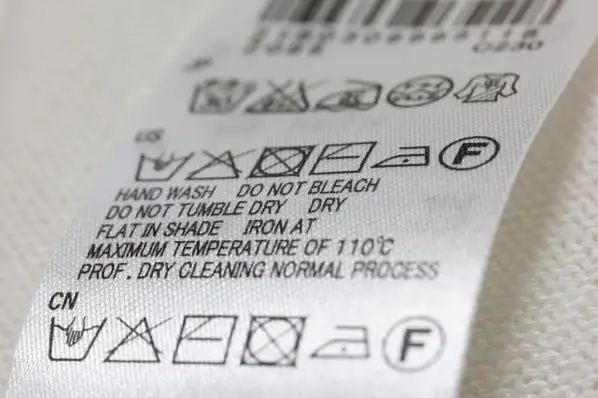 O230
US
F
HAND WASH DO NOT BLEACH
DO NOT TUMBLE DRY DRY
FLAT IN SHADE IRON AT
MAXIMUM TEMPERATURE OF 110℃
PROF. DRY CLEANING NORMAL PROCESS
CN
F